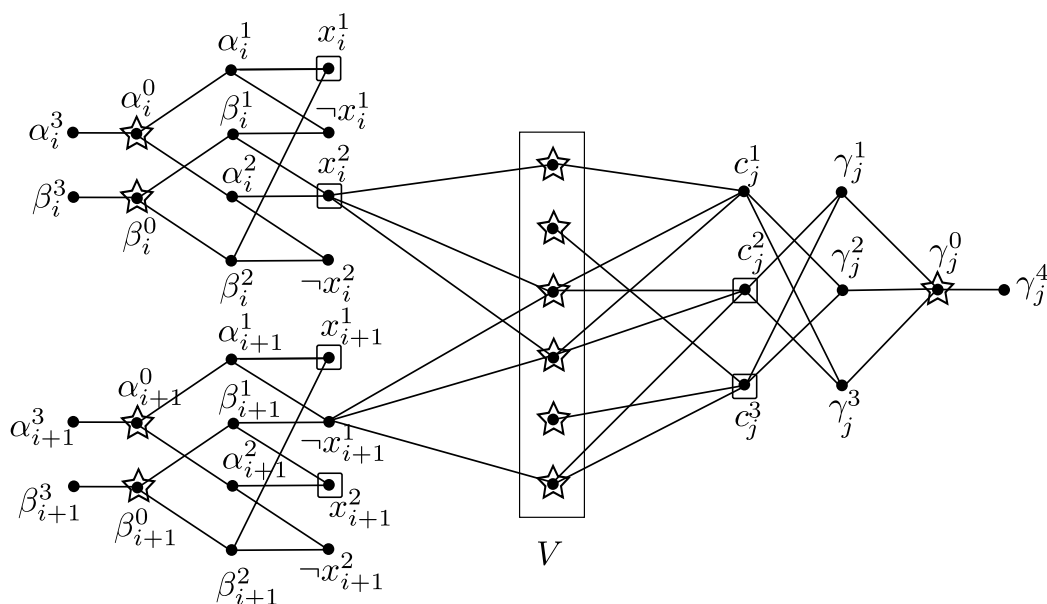 α_i^1
x_i^1
α_i^0
β_i^1
¬x_i^1
α_i^3
α_i^2
x_i^2
β_i^3
β_i^0
β_i^2
¬x_i^2
α_{i+1}^1
x_{i+1}^1
α_{i+1}^0
β_{i+1}^1
α_{i+1}^3
¬x_{i+1}^1
α_{i+1}^2
β_{i+1}^3
β_{i+1}^0
x_{i+1}^2
β_{i+1}^2
¬x_{i+1}^2
V
c_j^1
γ_j^1
c_j^2
γ_j^2
γ_j^0
γ_j^4
c_j^3
γ_j^3